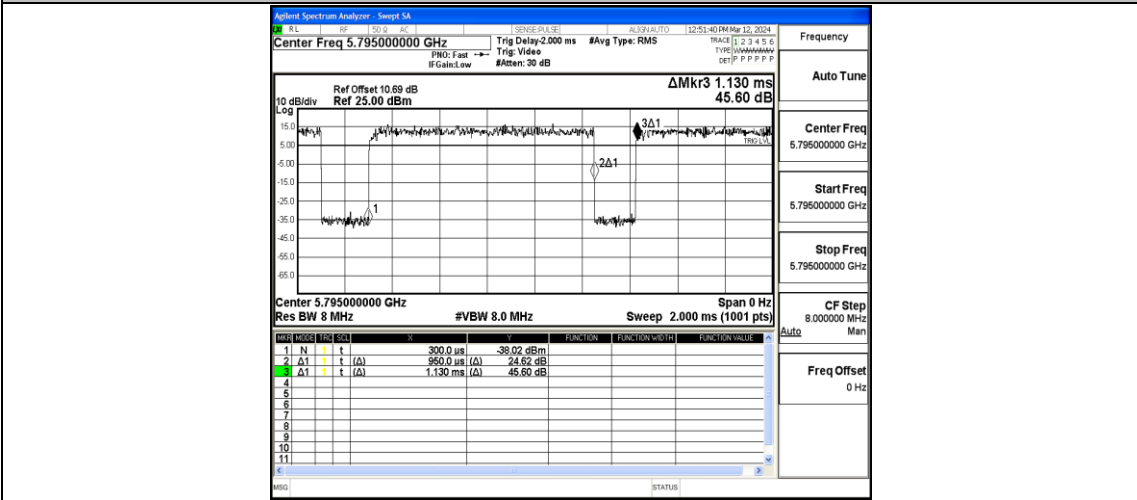 Agilent Spectrum Analyzer - Swept SA
RL RF 50 Ω AC SENSE:PULSE ALIGN AUTO 12:51:40 PM Mar 12, 2024
Center Freq 5.795000000 GHz Trig Delay-2.000 ms #Avg Type: RMS TRACE 1 2 3 4 5 6
PNO: Fast Trig: Video TYPE WWWWWW
IFGain:Low #Atten: 30 dB DET P P P P P P
Frequency
Auto Tune
Center Freq
5.795000000 GHz
Start Freq
5.795000000 GHz
Stop Freq
5.795000000 GHz
CF Step
8.000000 MHz
Auto Man
Freq Offset
0 Hz
ΔMkr3 1.130 ms
45.60 dB
Ref Offset 10.69 dB
10 dB/div Ref 25.00 dBm
Log
15.0
5.00
-5.00
-15.0
-25.0
-35.0
-45.0
-55.0
-65.0
3Δ1
TRIG LVL
2Δ1
1
Center 5.795000000 GHz Span 0 Hz
Res BW 8 MHz #VBW 8.0 MHz Sweep 2.000 ms (1001 pts)
MKR MODE TRC SCL X Y FUNCTION FUNCTION WIDTH FUNCTION VALUE
1 N 1 t 300.0 µs -38.02 dBm
2 Δ1 1 t (Δ) 950.0 µs (Δ) 24.62 dB
3 Δ1 1 t (Δ) 1.130 ms (Δ) 45.60 dB
4
5
6
7
8
9
10
11
MSG STATUS